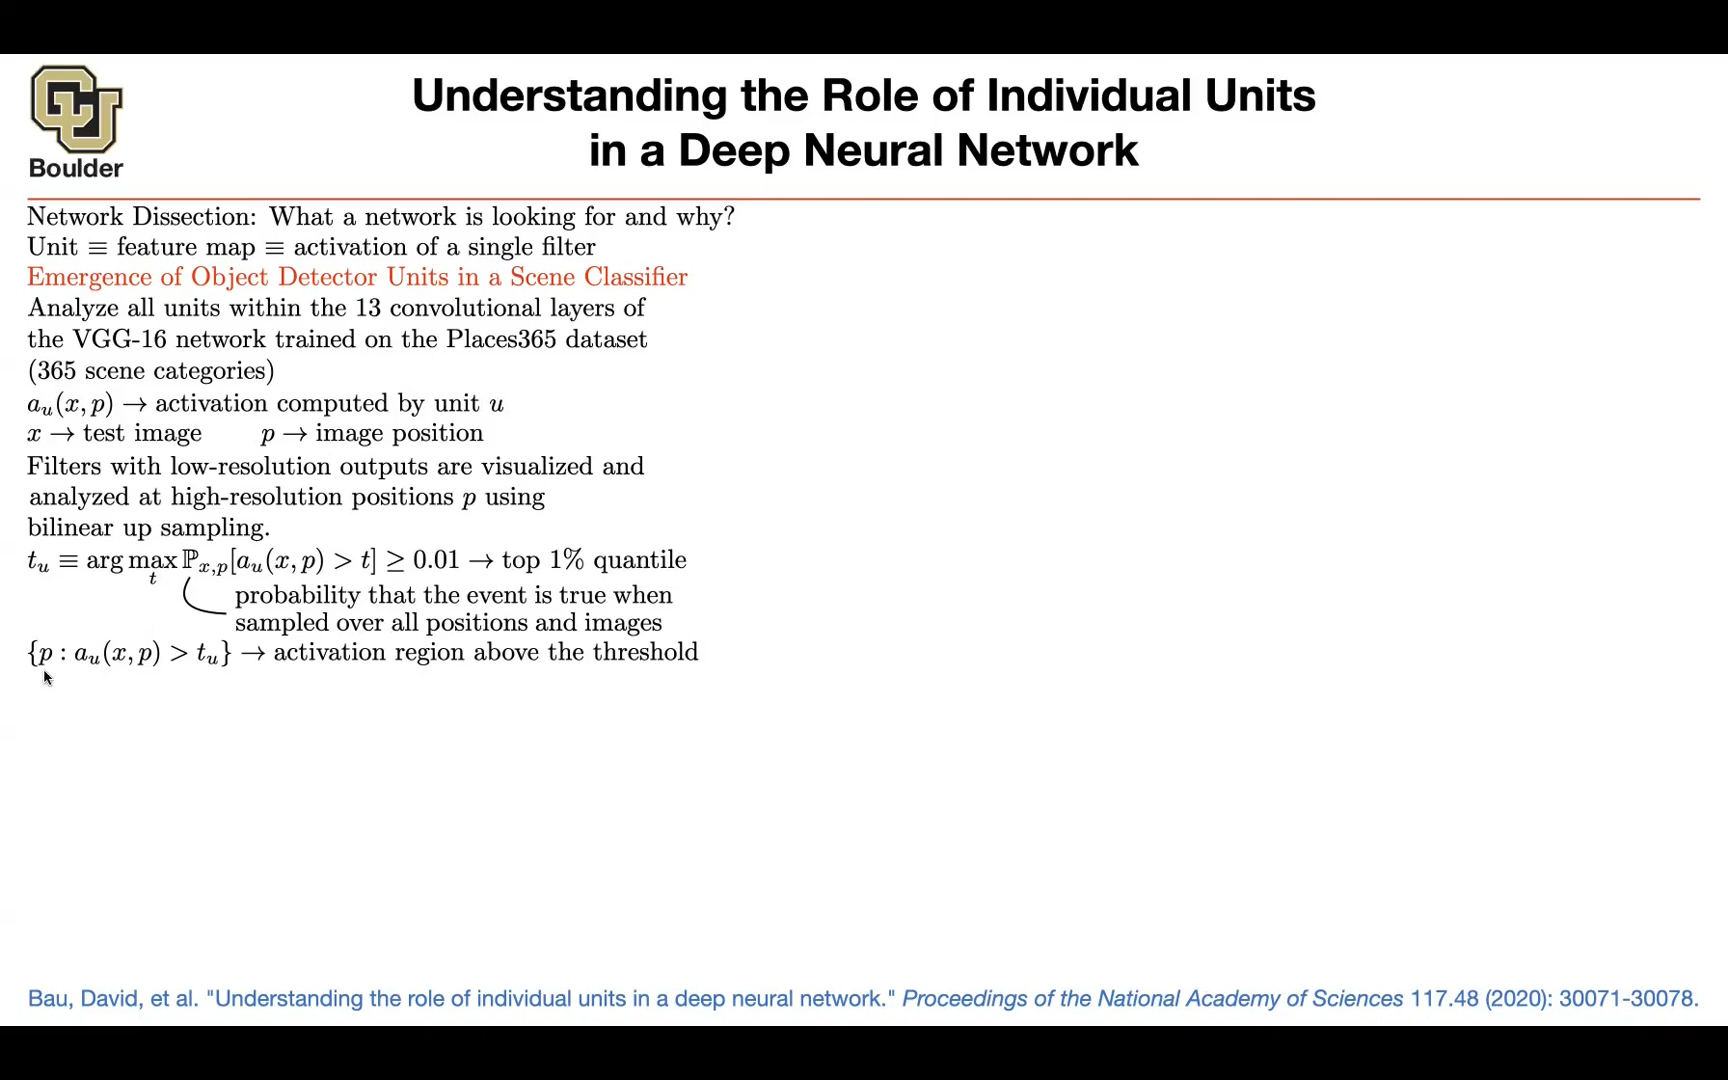 CU
Boulder
Understanding the Role of Individual Units
in a Deep Neural Network
Network Dissection: What a network is looking for and why?
Unit ≡ feature map ≡ activation of a single filter
Emergence of Object Detector Units in a Scene Classifier
Analyze all units within the 13 convolutional layers of
the VGG-16 network trained on the Places365 dataset
(365 scene categories)
a_u(x, p) → activation computed by unit u
x → test image p → image position
Filters with low-resolution outputs are visualized and
analyzed at high-resolution positions p using
bilinear up sampling.
t_u ≡ arg max_t ℙ_{x,p}[a_u(x, p) > t] ≥ 0.01 → top 1% quantile
probability that the event is true when
sampled over all positions and images
{p : a_u(x, p) > t_u} → activation region above the threshold
Bau, David, et al. "Understanding the role of individual units in a deep neural network." Proceedings of the National Academy of Sciences 117.48 (2020): 30071-30078.